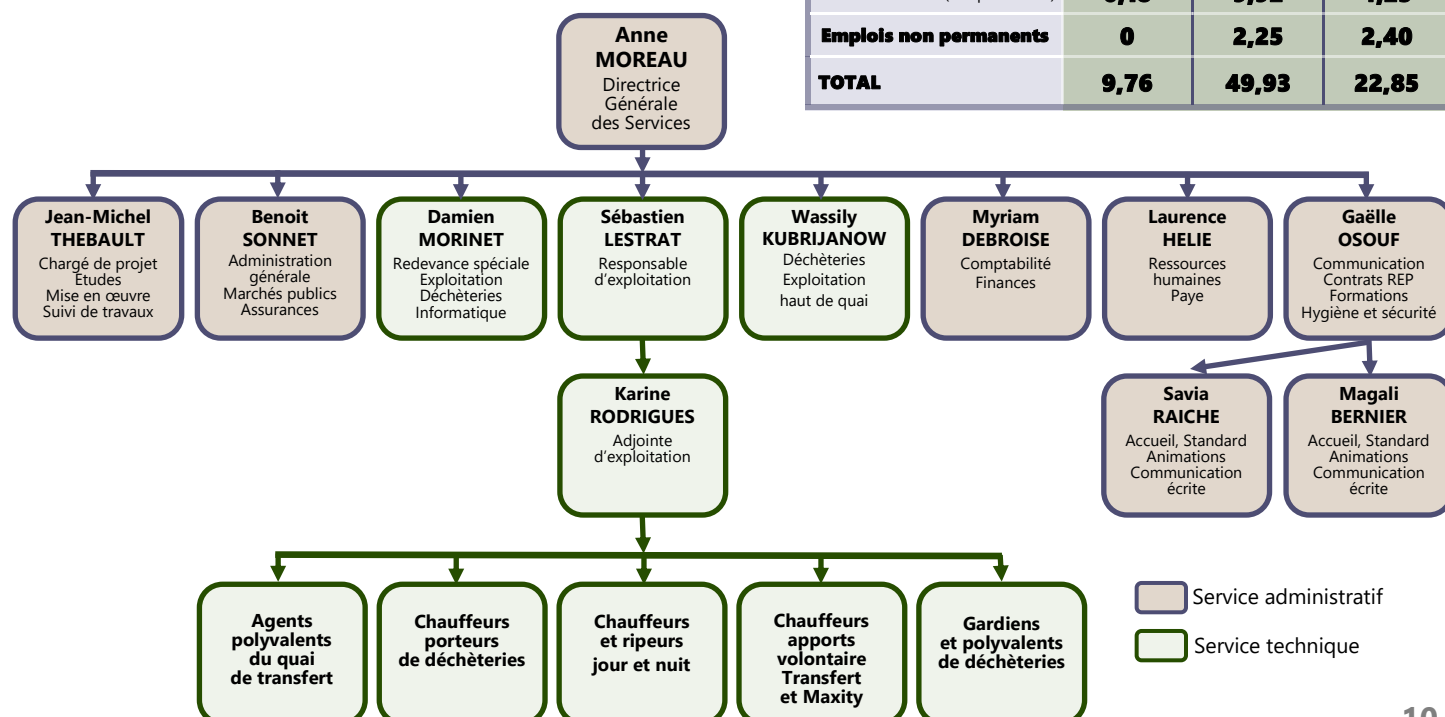 Emplois non permanents 0 2,25 2,40
TOTAL 9,76 49,93 22,85
Anne
MOREAU
Directrice
Générale
des Services
Jean-Michel
THEBAULT
Chargé de projet
Etudes
Mise en œuvre
Suivi de travaux
Benoit
SONNET
Administration
générale
Marchés publics
Assurances
Damien
MORINET
Redevance spéciale
Exploitation
Déchèteries
Informatique
Sébastien
LESTRAT
Responsable
d'exploitation
Wassily
KUBRIJANOW
Déchèteries
Exploitation
haut de quai
Myriam
DEBROISE
Comptabilité
Finances
Laurence
HELIE
Ressources
humaines
Paye
Gaëlle
OSOUF
Communication
Contrats REP
Formations
Hygiène et sécurité
Karine
RODRIGUES
Adjointe
d'exploitation
Savia
RAICHE
Accueil, Standard
Animations
Communication
écrite
Magali
BERNIER
Accueil, Standard
Animations
Communication
écrite
Agents
polyvalents
du quai
de transfert
Chauffeurs
porteurs
de déchèteries
Chauffeurs
et ripeurs
jour et nuit
Chauffeurs
apports
volontaire
Transfert
et Maxity
Gardiens
et polyvalents
de déchèteries
Service administratif
Service technique